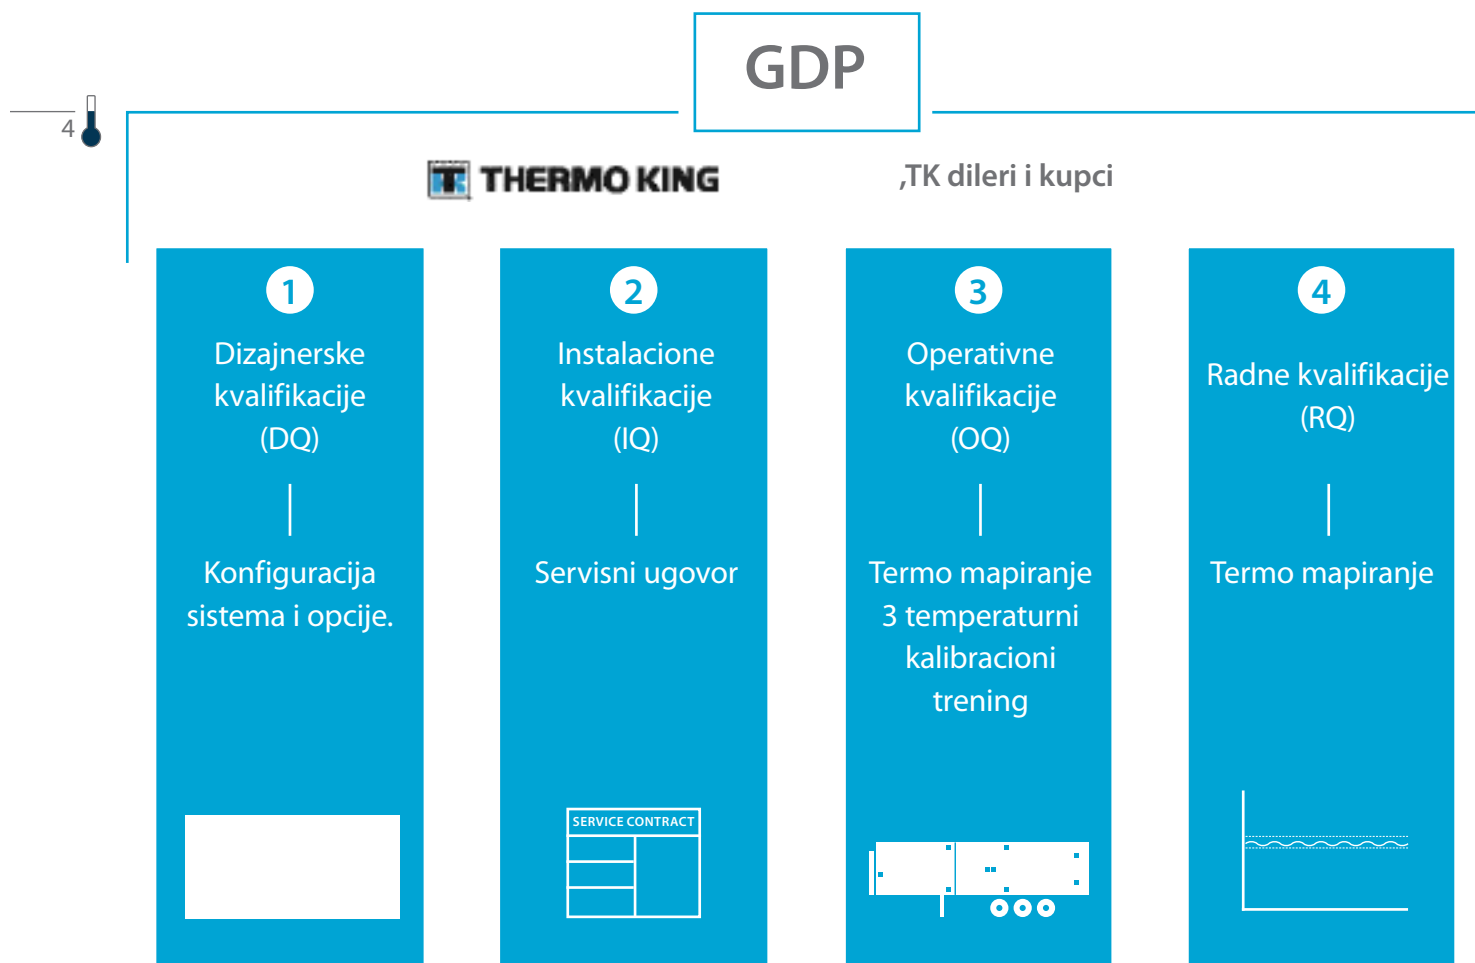 GDP
4
THERMO KING
,TK dileri i kupci
1
Dizajnerske
kvalifikacije
(DQ)
Konfiguracija
sistema i opcije.
2
Instalacione
kvalifikacije
(IQ)
Servisni ugovor
SERVICE CONTRACT
3
Operativne
kvalifikacije
(OQ)
Termo mapiranje
3 temperaturni
kalibracioni
trening
4
Radne kvalifikacije
(RQ)
Termo mapiranje